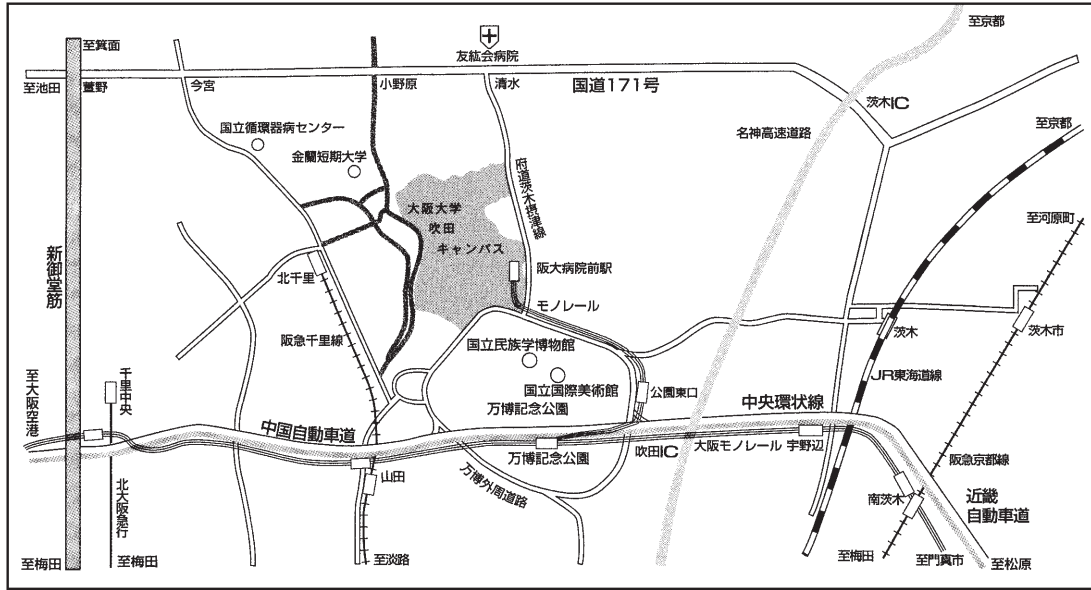 至京都
至箕面
友紘会病院
至池田
萱野
今宮
小野原
清水
国道171号
茨木IC
国立循環器病センター
名神高速道路
至京都
金蘭短期大学
府道茨木摂津線
大阪大学
吹田
キャンパス
至河原町
新御堂筋
北千里
阪大病院前駅
モノレール
阪急千里線
国立民族学博物館
茨木
茨木市
至大阪空港
千里中央
国立国際美術館
万博記念公園
公園東口
JR東海道線
中央環状線
中国自動車道
万博記念公園
吹田IC
大阪モノレール
宇野辺
阪急京都線
山田
万博外周道路
南茨木
近畿
自動車道
北大阪急行
至梅田
至梅田
至淡路
至梅田
至門真市
至松原